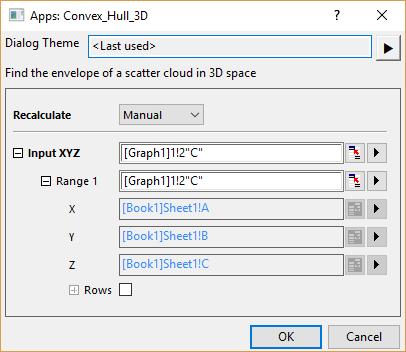 Apps: Convex_Hull_3D
Dialog Theme <Last used>
Find the envelope of a scatter cloud in 3D space
Recalculate Manual
Input XYZ [Graph1]1!2"C"
Range 1 [Graph1]1!2"C"
X [Book1]Sheet1!A
Y [Book1]Sheet1!B
Z [Book1]Sheet1!C
Rows
OK Cancel